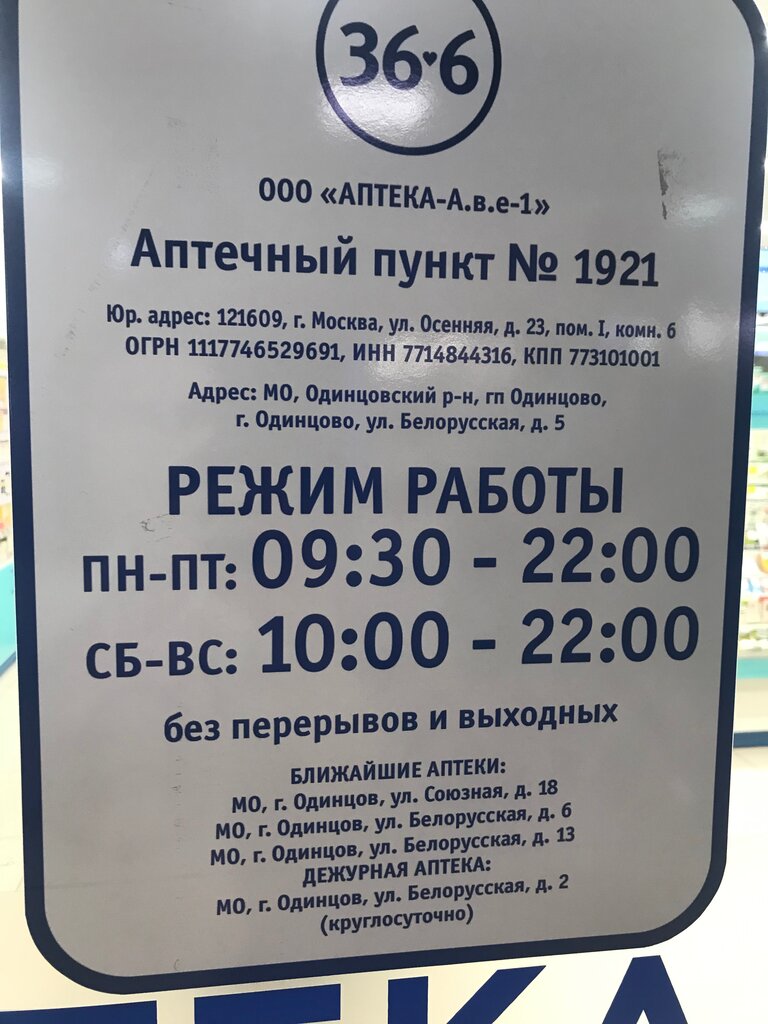 36♥6
ООО «АПТЕКА-А.в.е-1»
Аптечный пункт № 1921
Юр. адрес: 121609, г. Москва, ул. Осенняя, д. 23, пом. I, комн. 6
ОГРН 1117746529691, ИНН 7714844316, КПП 773101001
Адрес: МО, Одинцовский р-н, гп Одинцово,
г. Одинцово, ул. Белорусская, д. 5
РЕЖИМ РАБОТЫ
ПН-ПТ: 09:30 - 22:00
СБ-ВС: 10:00 - 22:00
без перерывов и выходных
БЛИЖАЙШИЕ АПТЕКИ:
МО, г. Одинцов, ул. Союзная, д. 18
МО, г. Одинцов, ул. Белорусская, д. 6
МО, г. Одинцов, ул. Белорусская, д. 13
ДЕЖУРНАЯ АПТЕКА:
МО, г. Одинцов, ул. Белорусская, д. 2
(круглосуточно)